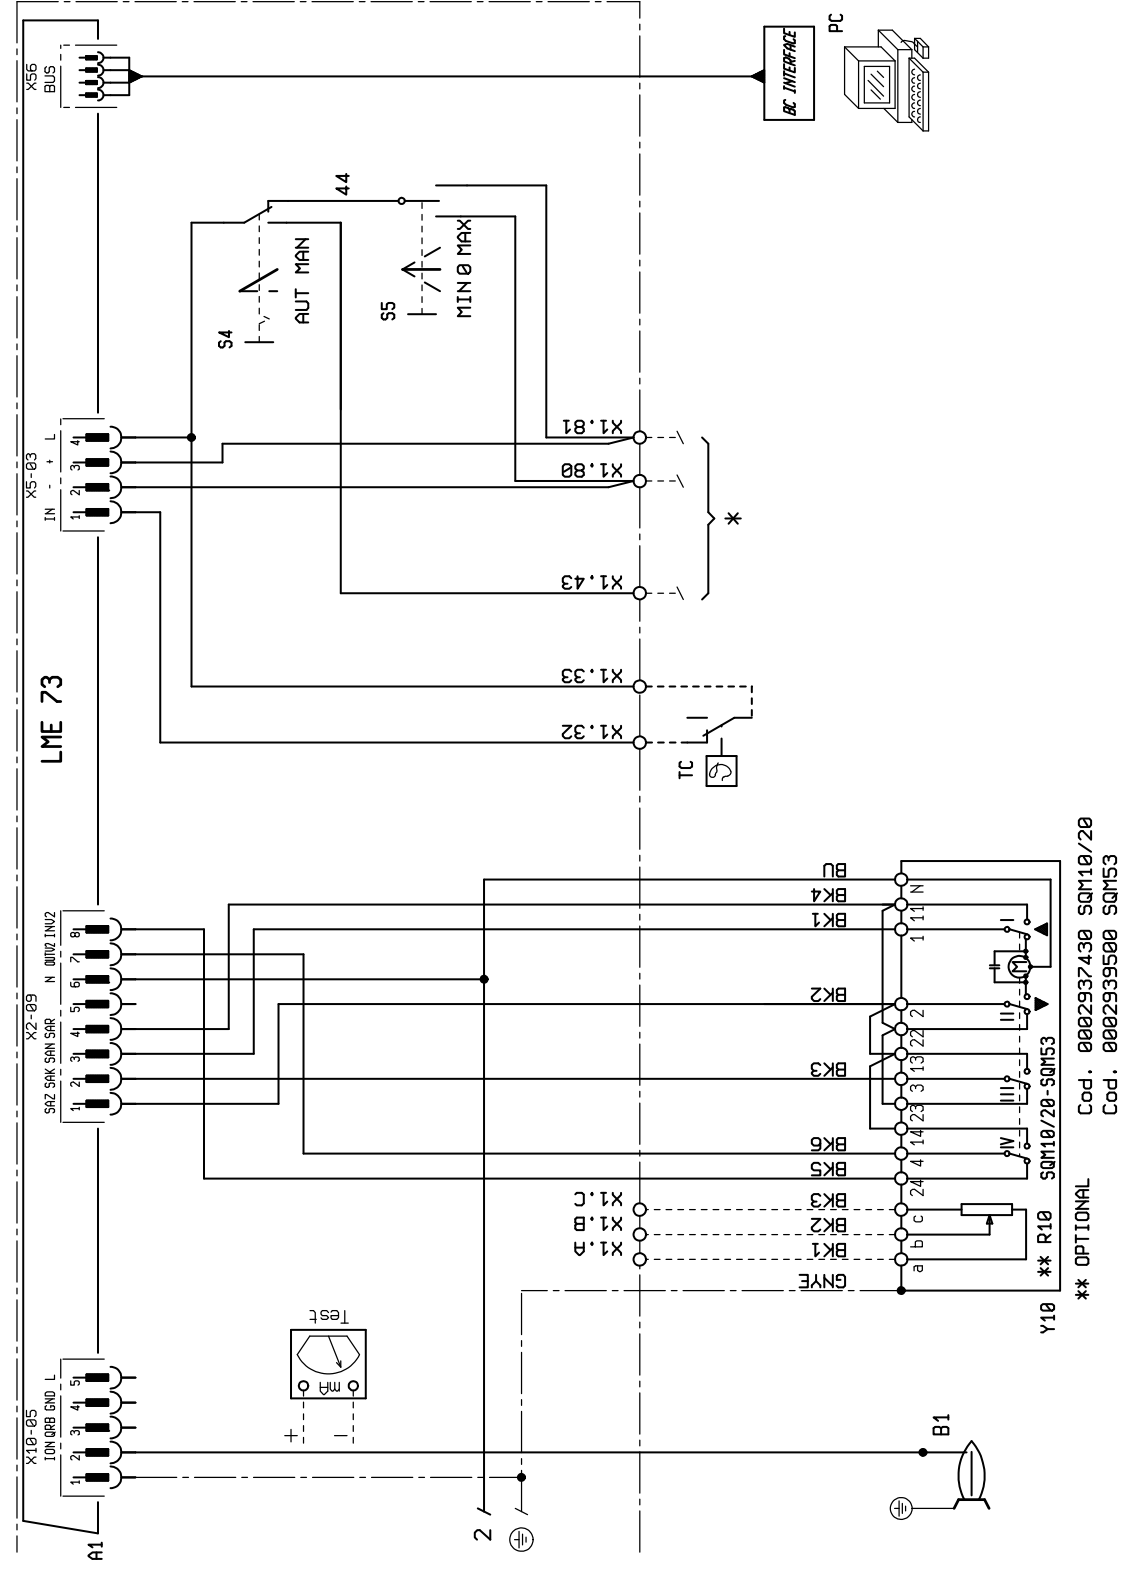 X56
BUS
BC INTERFACE
PC
44
AUT MAN
S4
MIN 0 MAX
S5
X5-03
IN - + L
1 2 3 4
X1.81
X1.80
*
X1.43
X1.33
X1.32
TC
LME 73
X2-09
SAZ SAK SAN SAR N OUTV2 INV2
1 2 3 4 5 6 7 8
BU
BK4
BK1
BK2
BK3
BK6
BK5
BK3
BK2
BK1
GNYE
X1.C
X1.B
X1.A
N
11
1
2
22
13
3
23
14
4
24
c
b
a
I
II
III
IV
M
SQM10/20-SQM53
** R10
Y10
** OPTIONAL
Cod. 0002937430 SQM10/20
Cod. 0002939500 SQM53
X10-05
ION QRB GND L
1 2 3 4 5
Test
mA
+
-
2
B1
A1